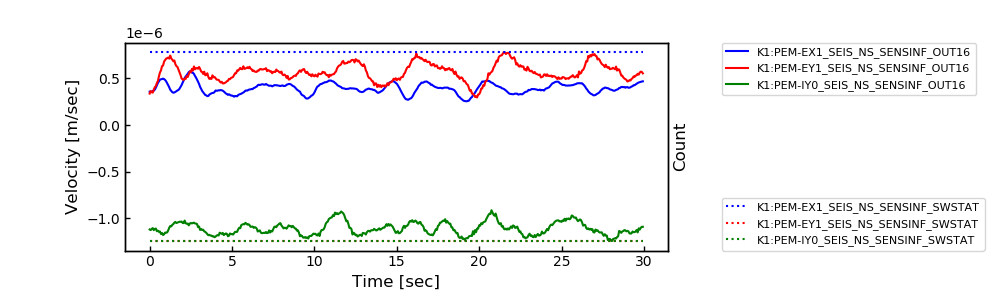 1e−6
Velocity [m/sec]
0.5
0.0
−0.5
−1.0
0 5 10 15 20 25 30
Time [sec]
Count
K1:PEM-EX1_SEIS_NS_SENSINF_OUT16
K1:PEM-EY1_SEIS_NS_SENSINF_OUT16
K1:PEM-IY0_SEIS_NS_SENSINF_OUT16
K1:PEM-EX1_SEIS_NS_SENSINF_SWSTAT
K1:PEM-EY1_SEIS_NS_SENSINF_SWSTAT
K1:PEM-IY0_SEIS_NS_SENSINF_SWSTAT